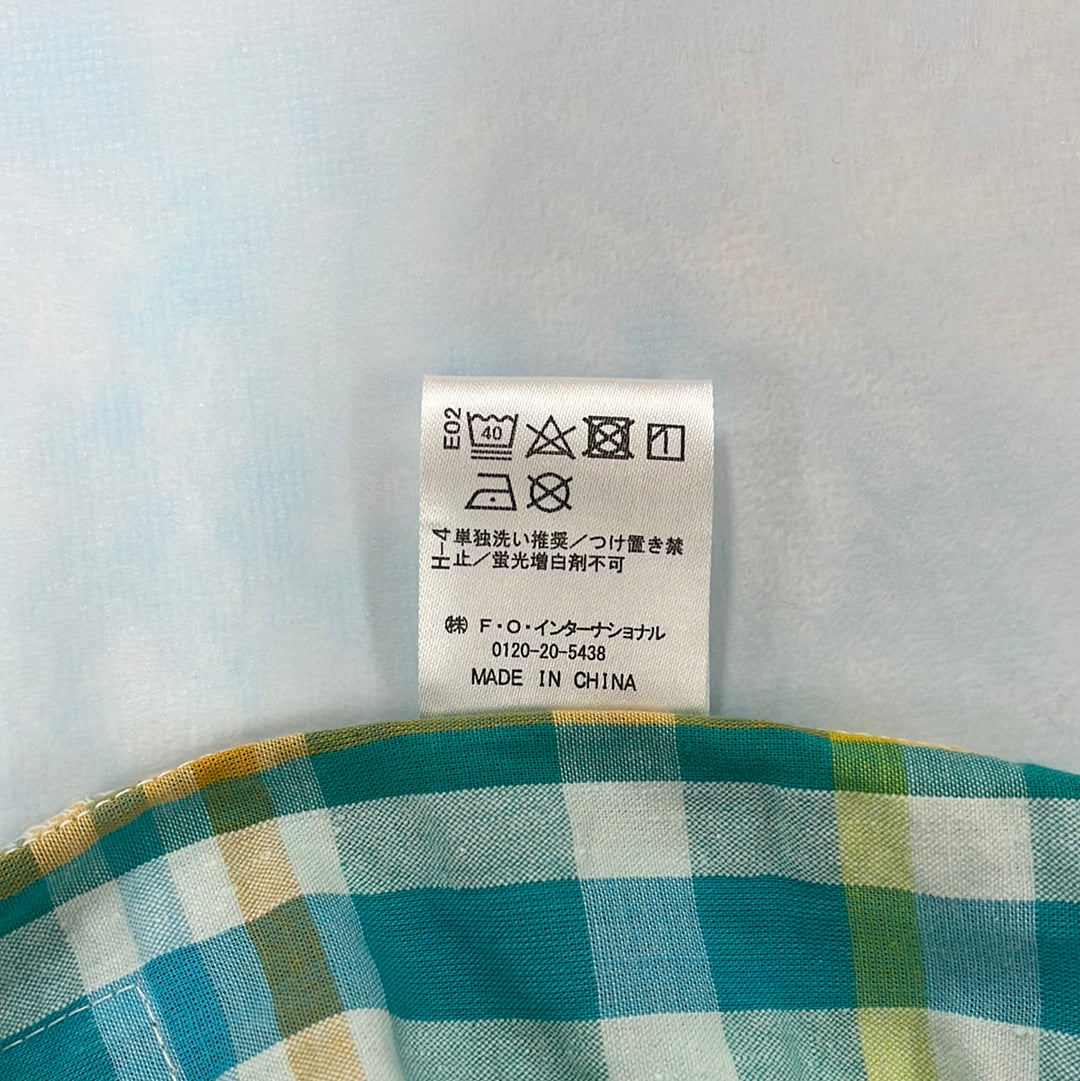 E02
40
H-4
単独洗い推奨/つけ置き禁
止/蛍光増白剤不可
㈱ F・O・インターナショナル
0120-20-5438
MADE IN CHINA